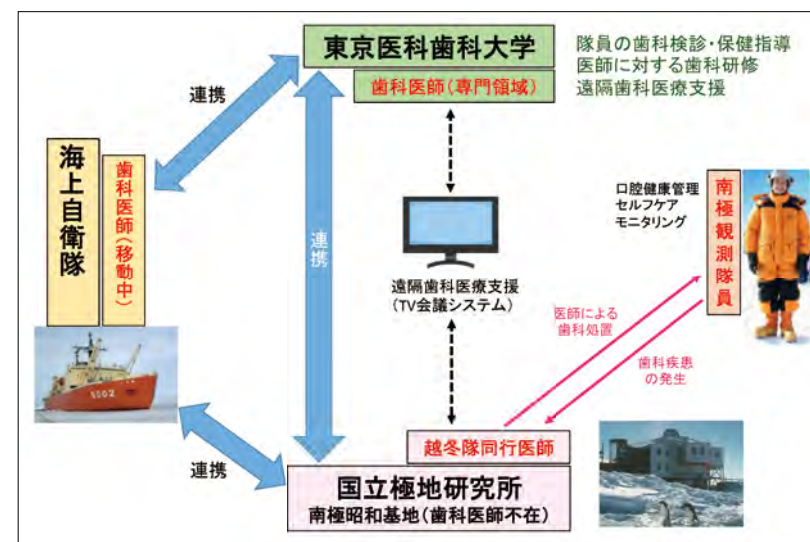 東京医科歯科大学
歯科医師(専門領域)
隊員の歯科検診・保健指導
医師に対する歯科研修
遠隔歯科医療支援
連携
海上自衛隊
歯科医師(移動中)
連携
遠隔歯科医療支援
(TV会議システム)
口腔健康管理
セルフケア
モニタリング
南極観測隊員
医師による
歯科処置
歯科疾患
の発生
5002
連携
越冬隊同行医師
国立極地研究所
南極昭和基地(歯科医師不在)